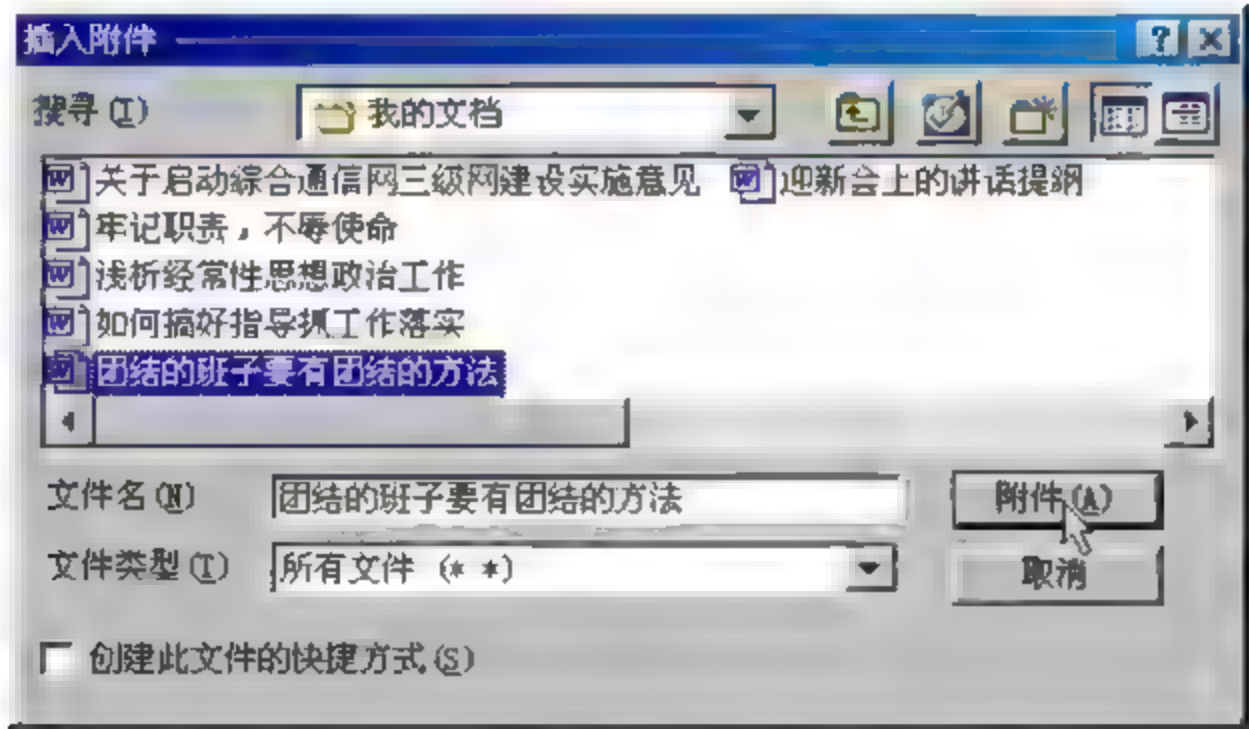 插入附件
搜寻(I) 我的文档
关于启动综合通信网三级网建设实施意见 迎新会上的讲话提纲
牢记职责，不辱使命
浅析经常性思想政治工作
如何搞好指导抓工作落实
团结的班子要有团结的方法
文件名(N) 团结的班子要有团结的方法 附件(A)
文件类型(T) 所有文件 (* *) 取消
创建此文件的快捷方式(S)